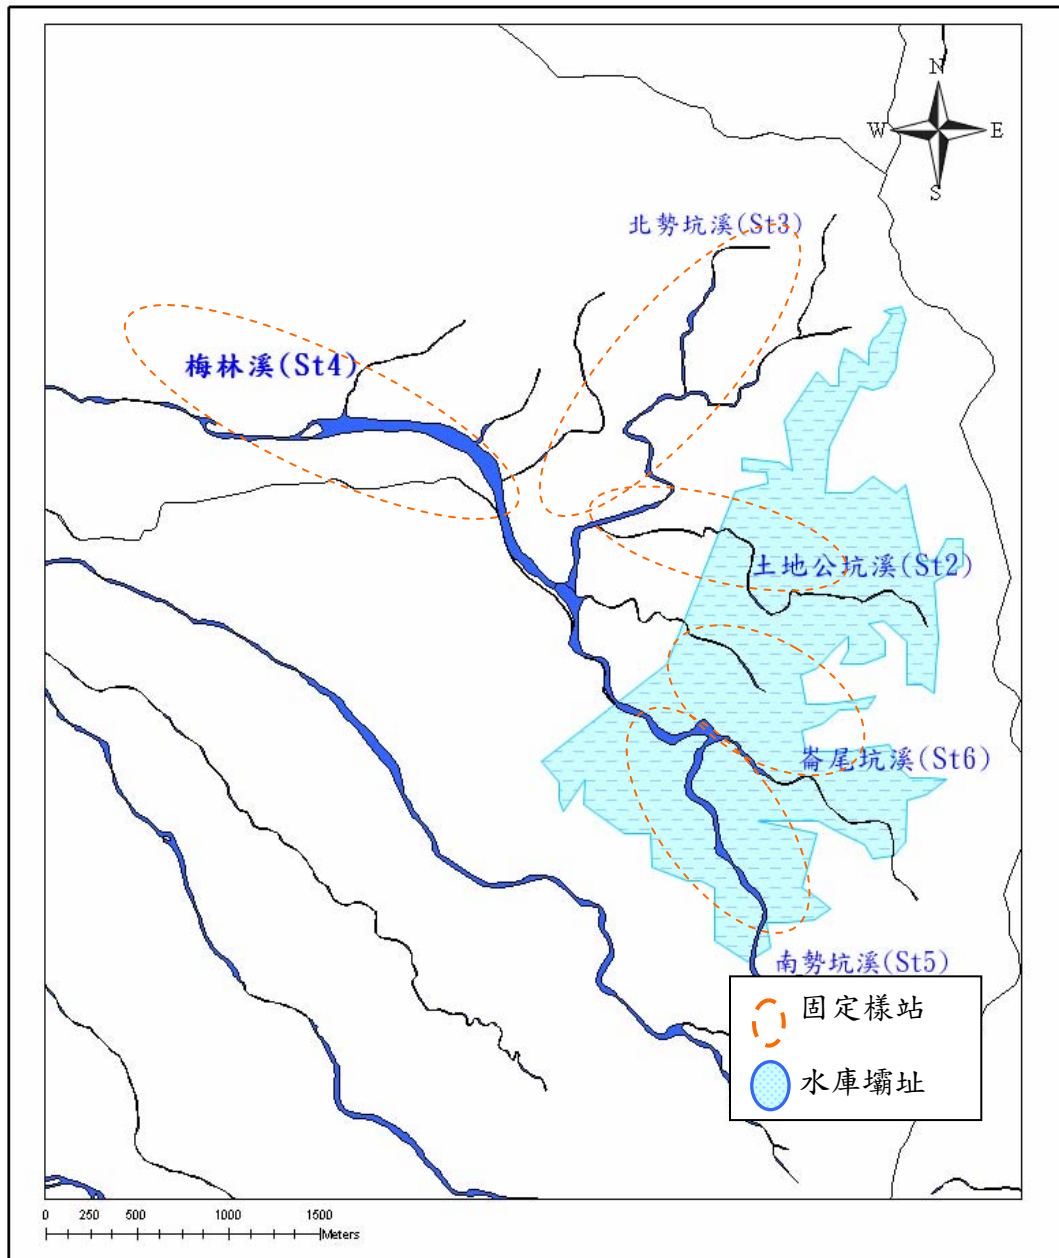 N
W
E
S
北勢坑溪(St3)
梅林溪(St4)
土地公坑溪(St2)
崙尾坑溪(St6)
南勢坑溪(St5)
固定樣站
水庫壩址
0 250 500 1000 1500
Meters